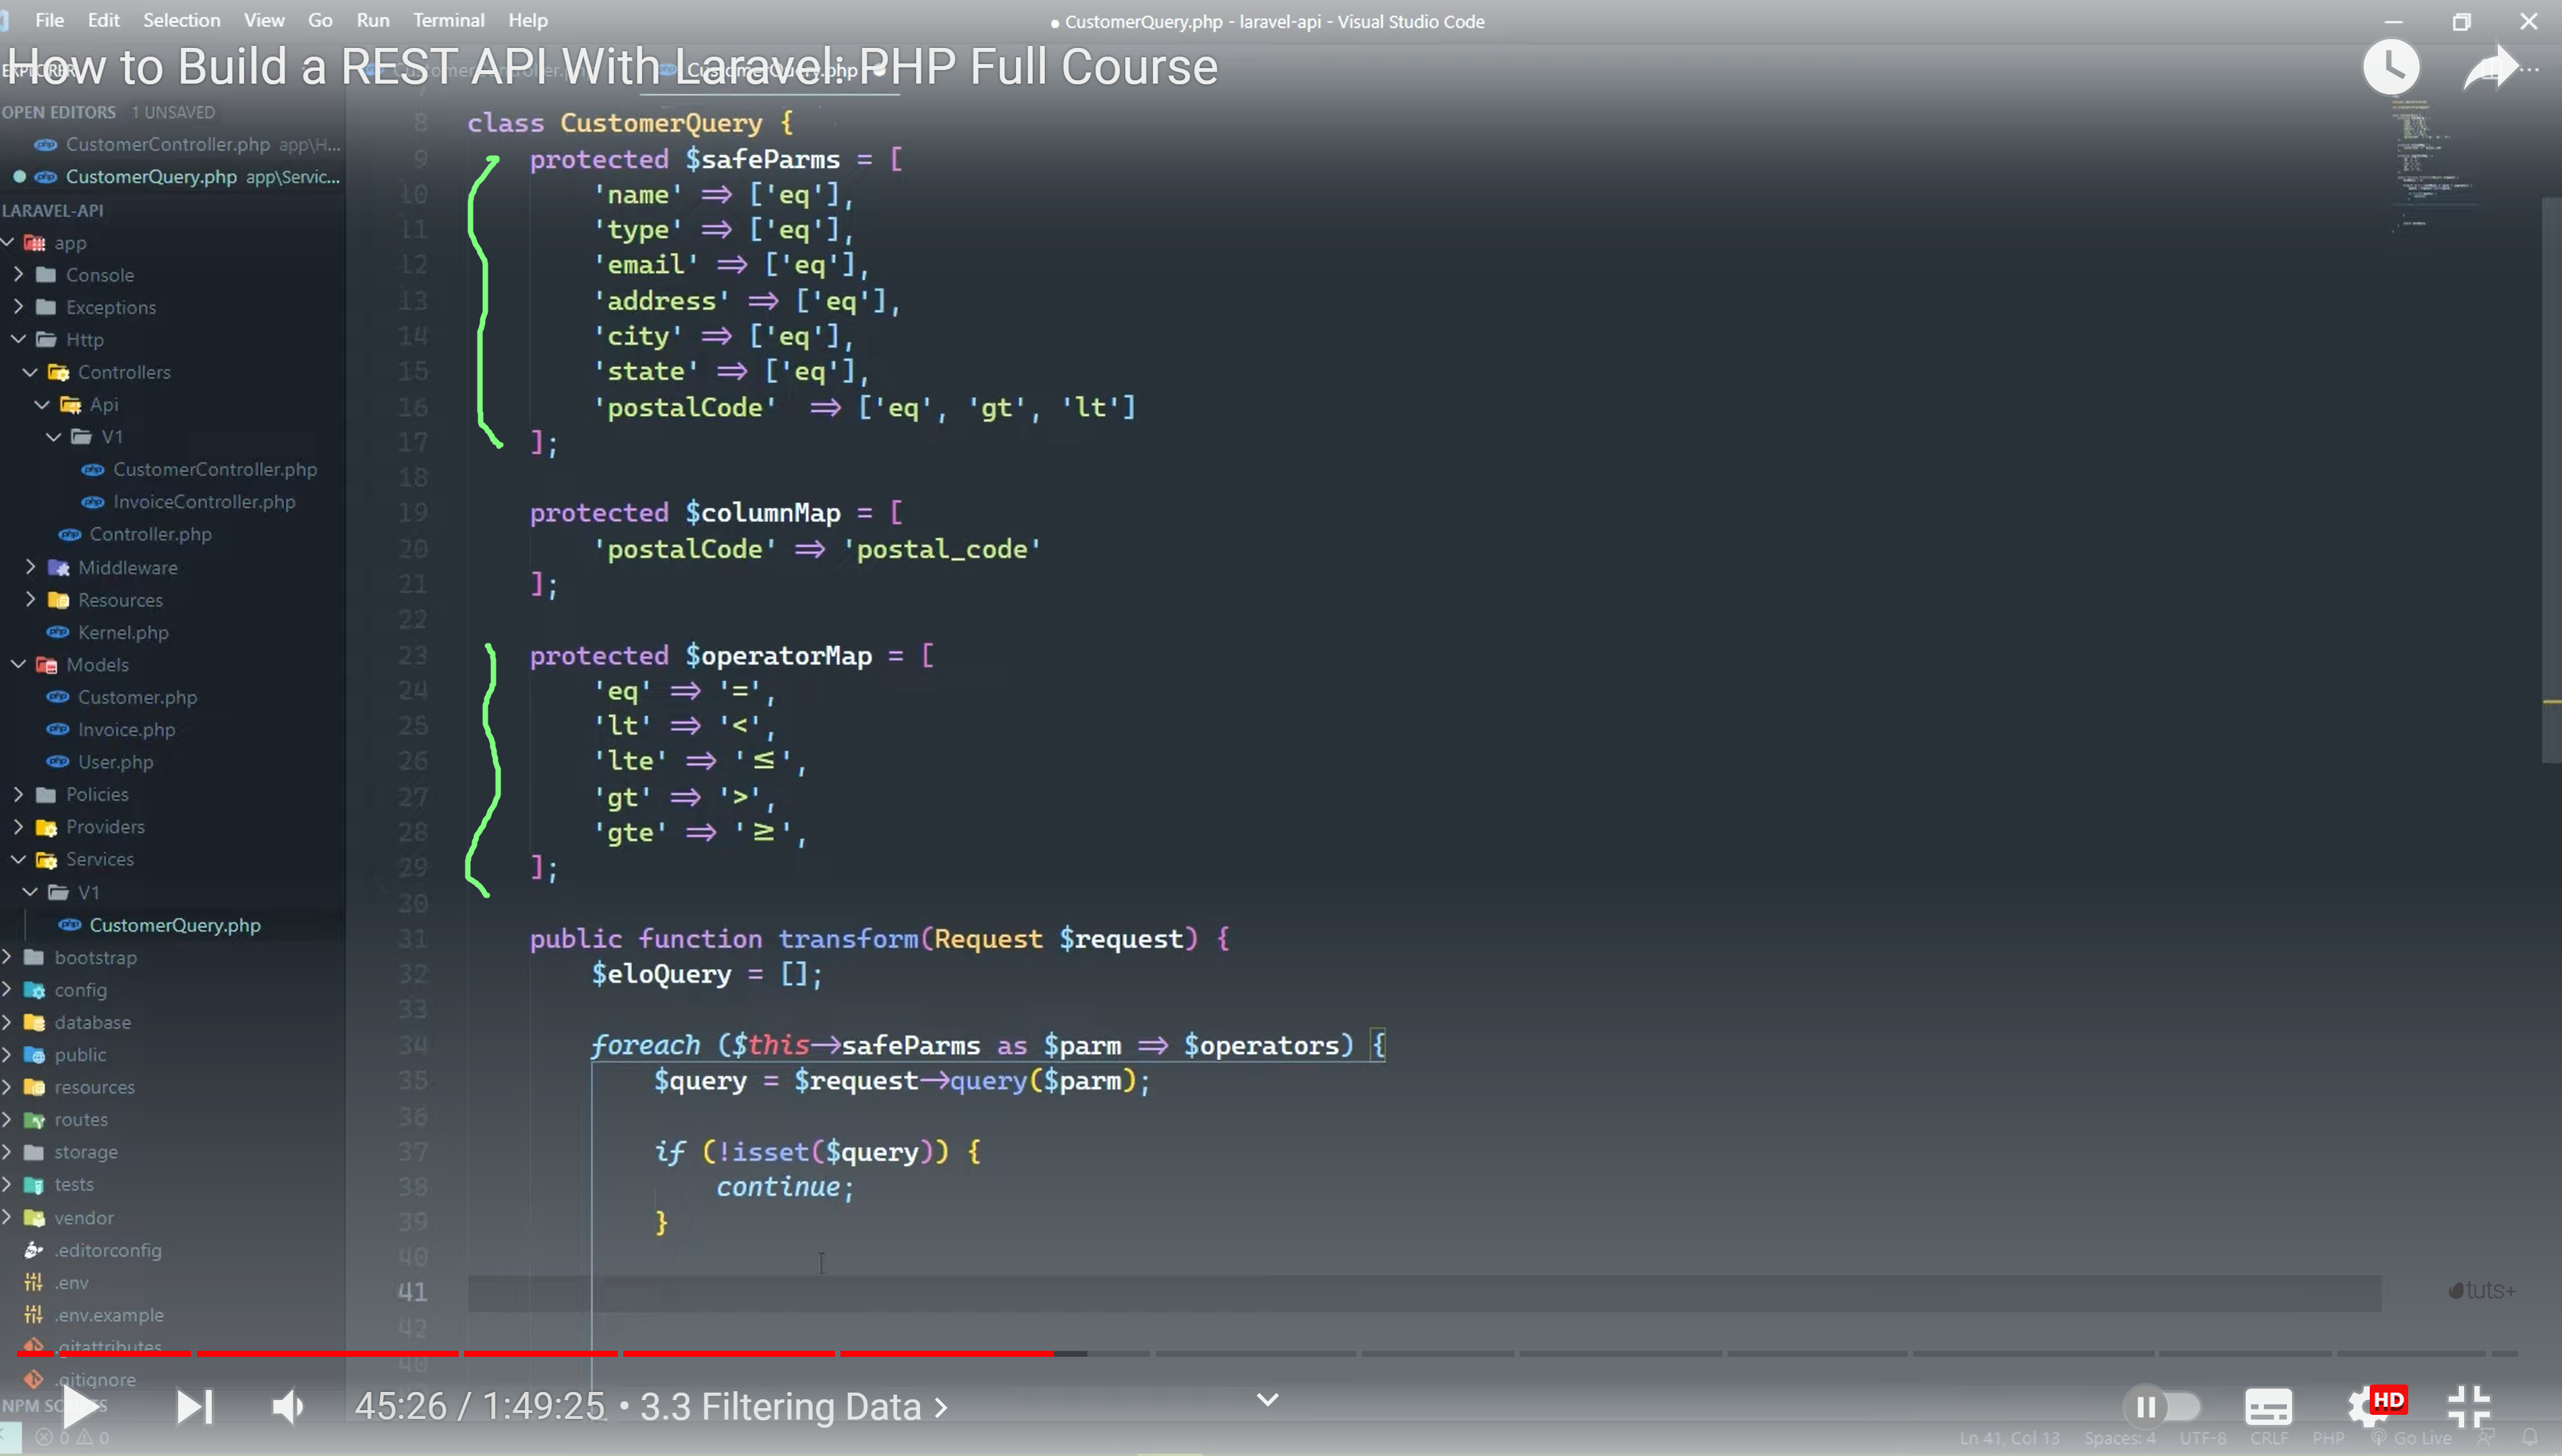 File Edit Selection View Go Run Terminal Help
● CustomerQuery.php - laravel-api - Visual Studio Code
How to Build a REST API With Laravel: PHP Full Course
EXPLORER
CustomerController.php
CustomerQuery.php
OPEN EDITORS 1 UNSAVED
CustomerController.php app\H...
CustomerQuery.php app\Servic...
LARAVEL-API
app
Console
Exceptions
Http
Controllers
Api
V1
CustomerController.php
InvoiceController.php
Controller.php
Middleware
Resources
Kernel.php
Models
Customer.php
Invoice.php
User.php
Policies
Providers
Services
V1
CustomerQuery.php
bootstrap
config
database
public
resources
routes
storage
tests
vendor
.editorconfig
.env
.env.example
.gitattributes
.gitignore
NPM SCRIPTS
8 class CustomerQuery {
9 protected $safeParms = [
10 'name' => ['eq'],
11 'type' => ['eq'],
12 'email' => ['eq'],
13 'address' => ['eq'],
14 'city' => ['eq'],
15 'state' => ['eq'],
16 'postalCode' => ['eq', 'gt', 'lt']
17 ];
18
19 protected $columnMap = [
20 'postalCode' => 'postal_code'
21 ];
22
23 protected $operatorMap = [
24 'eq' => '=',
25 'lt' => '<',
26 'lte' => '≤',
27 'gt' => '>',
28 'gte' => '≥',
29 ];
30
31 public function transform(Request $request) {
32 $eloQuery = [];
33
34 foreach ($this->safeParms as $parm => $operators) {
35 $query = $request->query($parm);
36
37 if (!isset($query)) {
38 continue;
39 }
40
41
42
tuts+
45:26 / 1:49:25 • 3.3 Filtering Data >
HD
0 0
Ln 41, Col 13 Spaces: 4 UTF-8 CRLF PHP Go Live